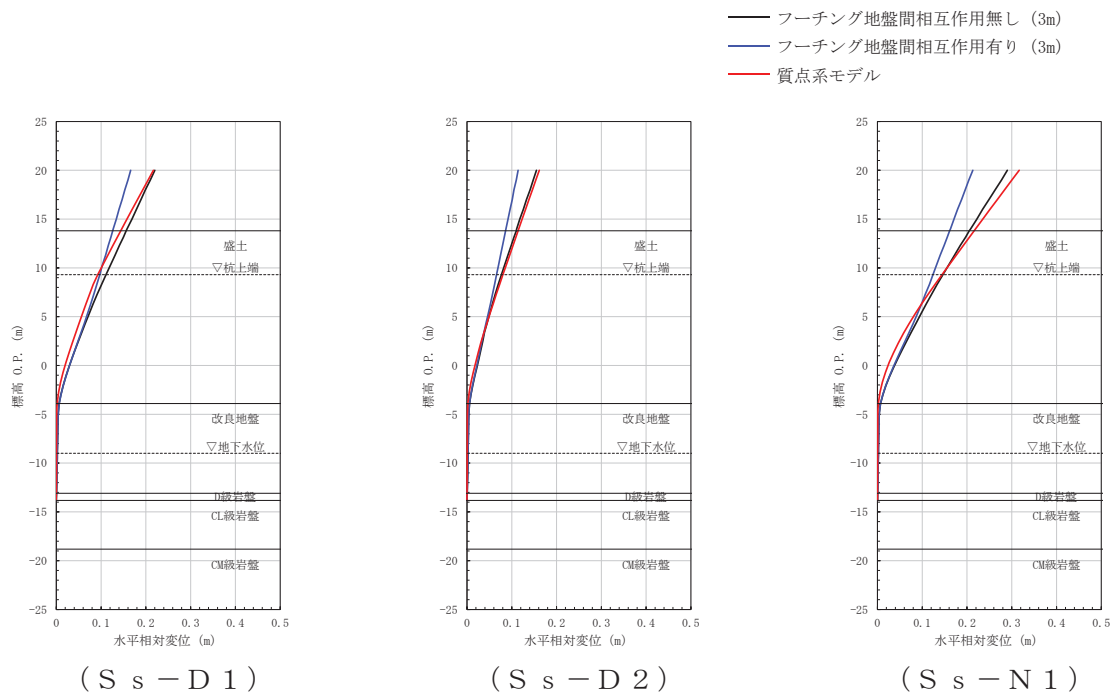 フーチング地盤間相互作用無し (3m)
フーチング地盤間相互作用有り (3m)
質点系モデル
標高 O.P. (m)
25
20
15
10
5
0
-5
-10
-15
-20
-25
盛土
▽杭上端
改良地盤
▽地下水位
D級岩盤
CL級岩盤
CM級岩盤
0 0.1 0.2 0.3 0.4 0.5
水平相対変位 (m)
(Ss-D1)
標高 O.P. (m)
25
20
15
10
5
0
-5
-10
-15
-20
-25
盛土
▽杭上端
改良地盤
▽地下水位
D級岩盤
CL級岩盤
CM級岩盤
0 0.1 0.2 0.3 0.4 0.5
水平相対変位 (m)
(Ss-D2)
標高 O.P. (m)
25
20
15
10
5
0
-5
-10
-15
-20
-25
盛土
▽杭上端
改良地盤
▽地下水位
D級岩盤
CL級岩盤
CM級岩盤
0 0.1 0.2 0.3 0.4 0.5
水平相対変位 (m)
(Ss-N1)